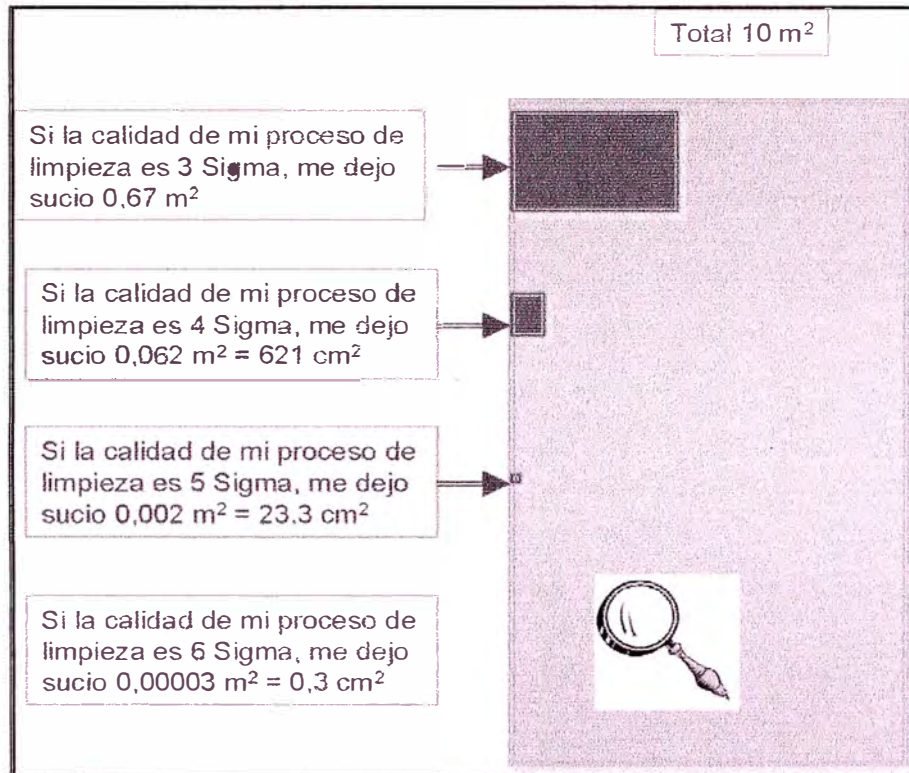 Total 10 m²
Si la calidad de mi proceso de
limpieza es 3 Sigma, me dejo
sucio 0,67 m²
Si la calidad de mi proceso de
limpieza es 4 Sigma, me dejo
sucio 0,062 m² = 621 cm²
Si la calidad de mi proceso de
limpieza es 5 Sigma, me dejo
sucio 0,002 m² = 23.3 cm²
Si la calidad de mi proceso de
limpieza es 6 Sigma, me dejo
sucio 0,00003 m² = 0,3 cm²